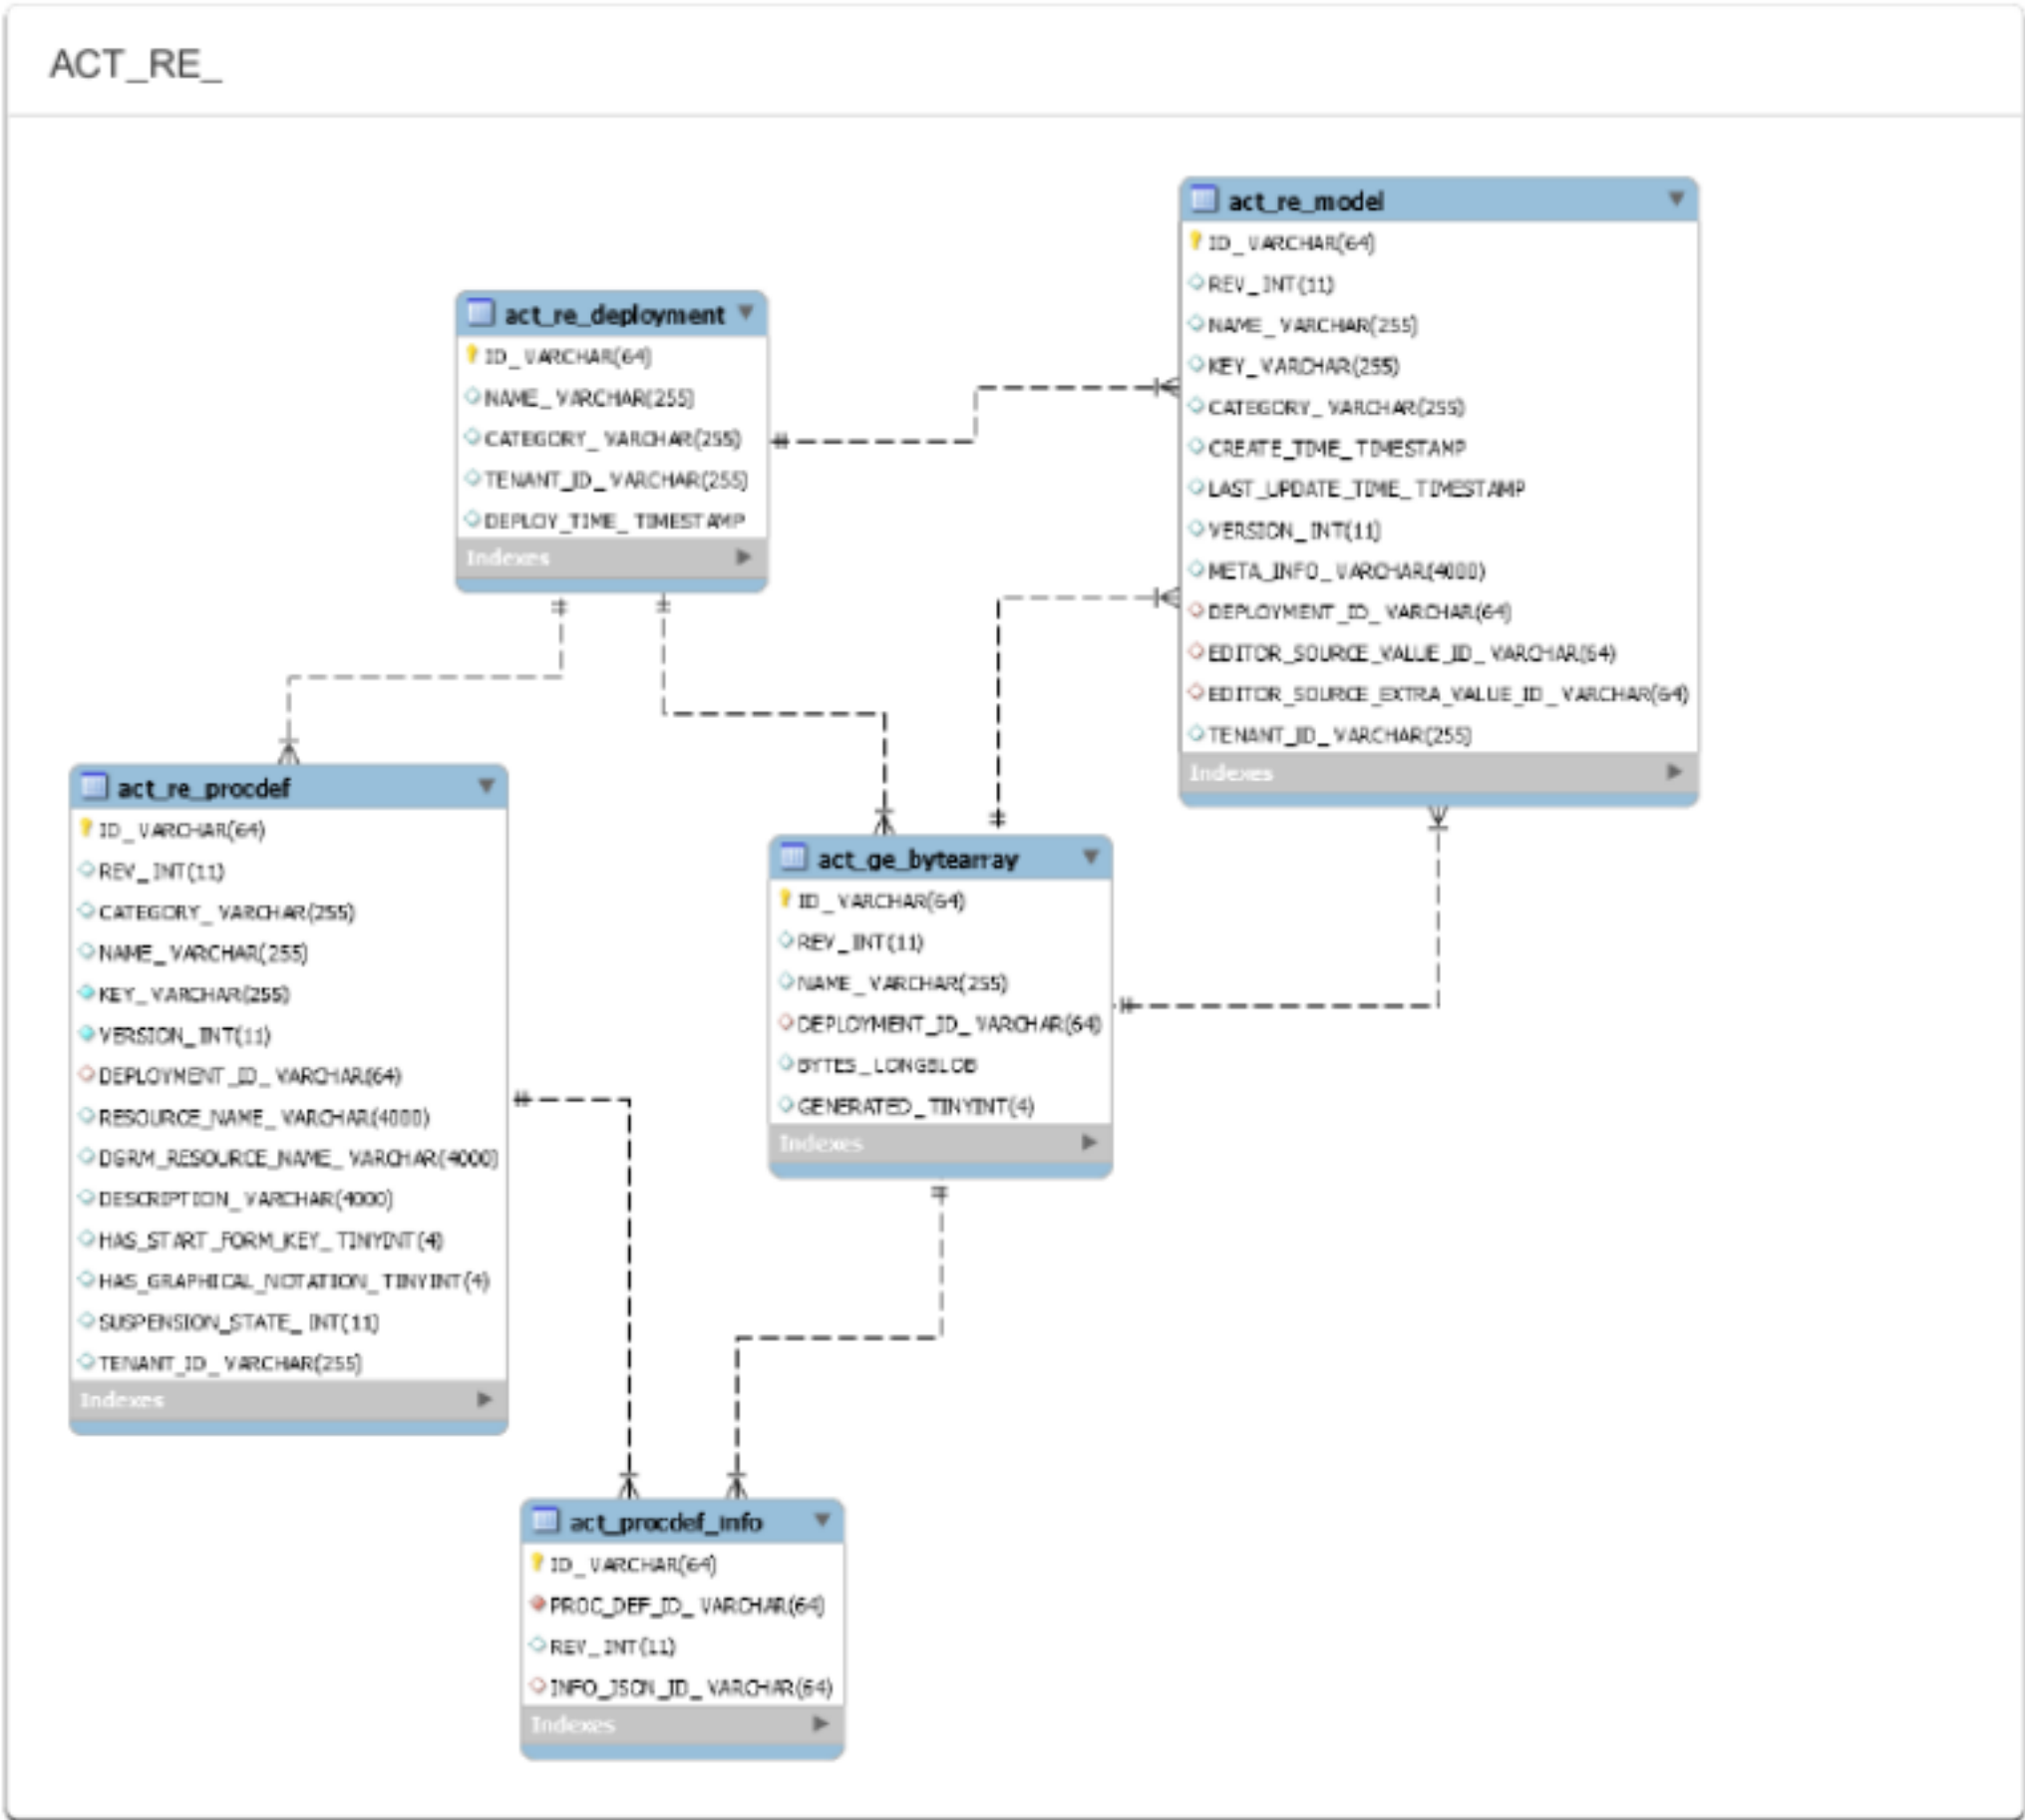 ACT_RE_
act_re_model
ID_ VARCHAR(64)
REV_ INT(11)
NAME_ VARCHAR(255)
KEY_ VARCHAR(255)
CATEGORY_ VARCHAR(255)
CREATE_TIME_ TIMESTAMP
LAST_UPDATE_TIME_ TIMESTAMP
VERSION_ INT(11)
META_INFO_ VARCHAR(4000)
DEPLOYMENT_ID_ VARCHAR(64)
EDITOR_SOURCE_VALUE_ID_ VARCHAR(64)
EDITOR_SOURCE_EXTRA_VALUE_ID_ VARCHAR(64)
TENANT_ID_ VARCHAR(255)
Indexes
act_re_deployment
ID_ VARCHAR(64)
NAME_ VARCHAR(255)
CATEGORY_ VARCHAR(255)
TENANT_ID_ VARCHAR(255)
DEPLOY_TIME_ TIMESTAMP
Indexes
act_re_procdef
ID_ VARCHAR(64)
REV_ INT(11)
CATEGORY_ VARCHAR(255)
NAME_ VARCHAR(255)
KEY_ VARCHAR(255)
VERSION_ INT(11)
DEPLOYMENT_ID_ VARCHAR(64)
RESOURCE_NAME_ VARCHAR(4000)
DGRM_RESOURCE_NAME_ VARCHAR(4000)
DESCRIPTION_ VARCHAR(4000)
HAS_START_FORM_KEY_ TINYINT(4)
HAS_GRAPHICAL_NOTATION_ TINYINT(4)
SUSPENSION_STATE_ INT(11)
TENANT_ID_ VARCHAR(255)
Indexes
act_ge_bytearray
ID_ VARCHAR(64)
REV_ INT(11)
NAME_ VARCHAR(255)
DEPLOYMENT_ID_ VARCHAR(64)
BYTES_ LONGBLOB
GENERATED_ TINYINT(4)
Indexes
act_procdef_info
ID_ VARCHAR(64)
PROC_DEF_ID_ VARCHAR(64)
REV_ INT(11)
INFO_JSON_ID_ VARCHAR(64)
Indexes